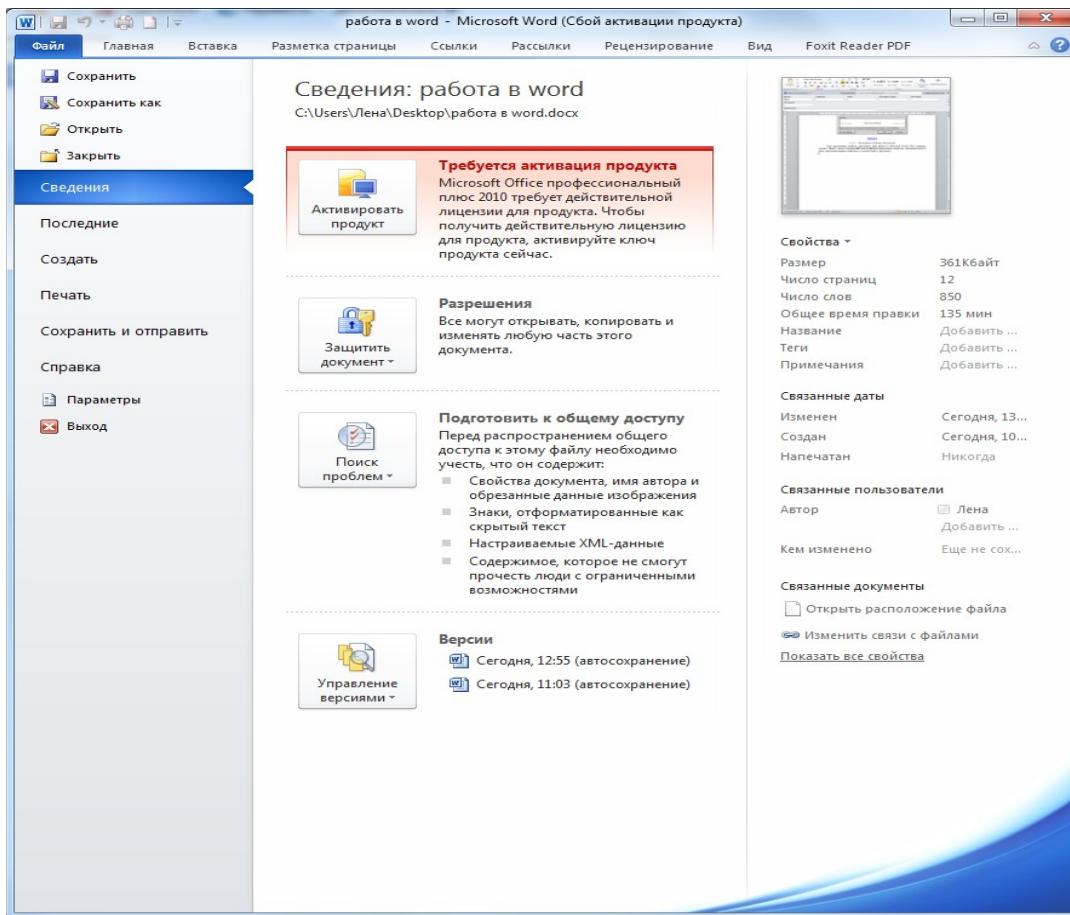 работа в word - Microsoft Word (Сбой активации продукта)
Файл Главная Вставка Разметка страницы Ссылки Рассылки Рецензирование Вид Foxit Reader PDF
Сохранить
Сохранить как
Открыть
Закрыть
Сведения
Последние
Создать
Печать
Сохранить и отправить
Справка
Параметры
Выход
Сведения: работа в word
C:\Users\Лена\Desktop\работа в word.docx
Активировать
продукт
Требуется активация продукта
Microsoft Office профессиональный
плюс 2010 требует действительной
лицензии для продукта. Чтобы
получить действительную лицензию
для продукта, активируйте ключ
продукта сейчас.
Защитить
документ
Разрешения
Все могут открывать, копировать и
изменять любую часть этого
документа.
Поиск
проблем
Подготовить к общему доступу
Перед распространением общего
доступа к этому файлу необходимо
учесть, что он содержит:
Свойства документа, имя автора и
обрезанные данные изображения
Знаки, отформатированные как
скрытый текст
Настраиваемые XML-данные
Содержимое, которое не смогут
прочесть люди с ограниченными
возможностями
Управление
версиями
Версии
Сегодня, 12:55 (автосохранение)
Сегодня, 11:03 (автосохранение)
Свойства
Размер 361Кбайт
Число страниц 12
Число слов 850
Общее время правки 135 мин
Название Добавить ...
Теги Добавить ...
Примечания Добавить ...
Связанные даты
Изменен Сегодня, 13...
Создан Сегодня, 10...
Напечатан Никогда
Связанные пользователи
Автор Лена
Добавить ...
Кем изменено Еще не сох...
Связанные документы
Открыть расположение файла
Изменить связи с файлами
Показать все свойства